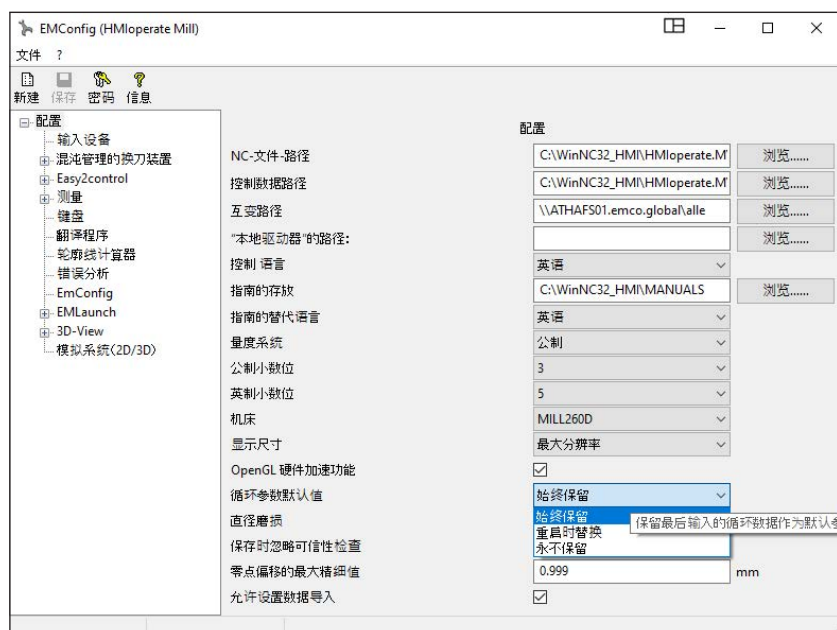 EMConfig (HMIoperate Mill)
文件 ?
新建 保存 密码 信息
配置
输入设备
混沌管理的换刀装置
Easy2control
测量
键盘
翻译程序
轮廓线计算器
错误分析
EmConfig
EMLaunch
3D-View
模拟系统(2D/3D)
配置
NC-文件-路径 C:\WinNC32_HMI\HMIoperate.M 浏览......
控制数据路径 C:\WinNC32_HMI\HMIoperate.M 浏览......
互变路径 \\ATHAFS01.emco.global\alle 浏览......
"本地驱动器"的路径: 浏览......
控制 语言 英语
指南的存放 C:\WinNC32_HMI\MANUALS 浏览......
指南的替代语言 英语
量度系统 公制
公制小数位 3
英制小数位 5
机床 MILL260D
显示尺寸 最大分辨率
OpenGL 硬件加速功能
循环参数默认值 始终保留
直径磨损 始终保留 保留最后输入的循环数据作为默认参
重启时替换
保存时忽略可信性检查 永不保留
零点偏移的最大精细值 0.999 mm
允许设置数据导入